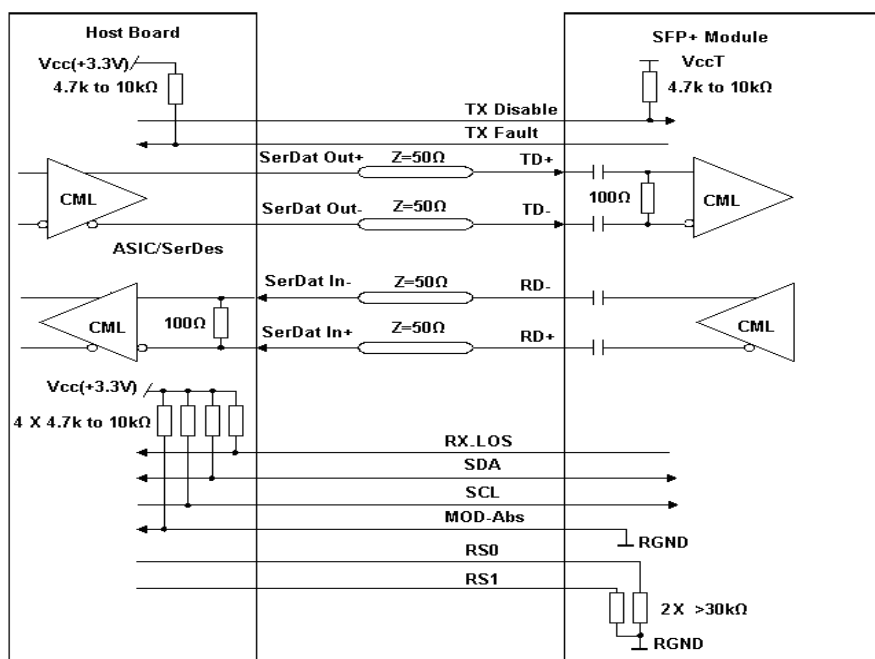 Host Board
SFP+ Module
Vcc(+3.3V)
4.7k to 10kΩ
VccT
4.7k to 10kΩ
TX Disable
TX Fault
SerDat Out+
Z=50Ω
TD+
CML
100Ω
CML
SerDat Out-
Z=50Ω
TD-
ASIC/SerDes
SerDat In-
Z=50Ω
RD-
CML
100Ω
CML
SerDat In+
Z=50Ω
RD+
Vcc(+3.3V)
4 X 4.7k to 10kΩ
RX_LOS
SDA
SCL
MOD-Abs
RGND
RS0
RS1
2X >30kΩ
RGND